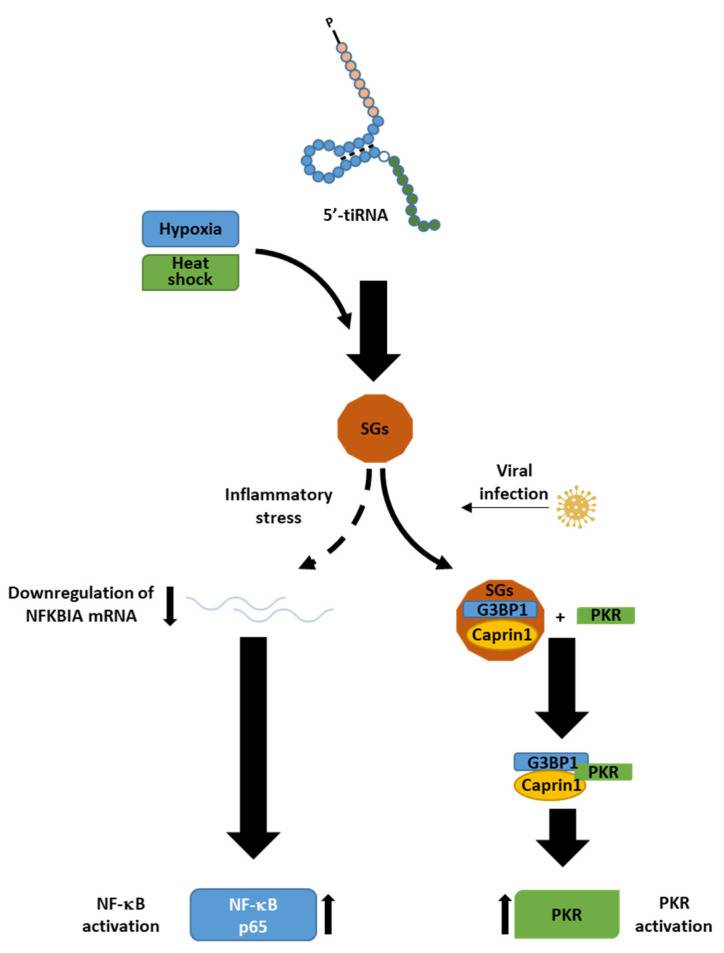 P
5’-tiRNA
Hypoxia
Heat
shock
SGs
Inflammatory
stress
Viral
infection
Downregulation of
NFKBIA mRNA
SGs
G3BP1
Caprin1
+
PKR
G3BP1
PKR
Caprin1
NF-κB
activation
NF-κB
p65
PKR
PKR
activation